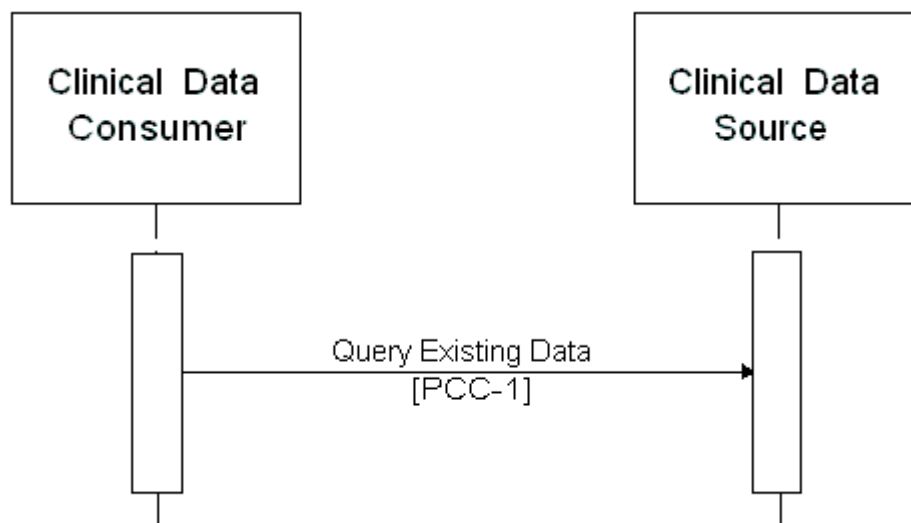 Clinical Data
Consumer
Clinical Data
Source
Query Existing Data
[PCC-1]